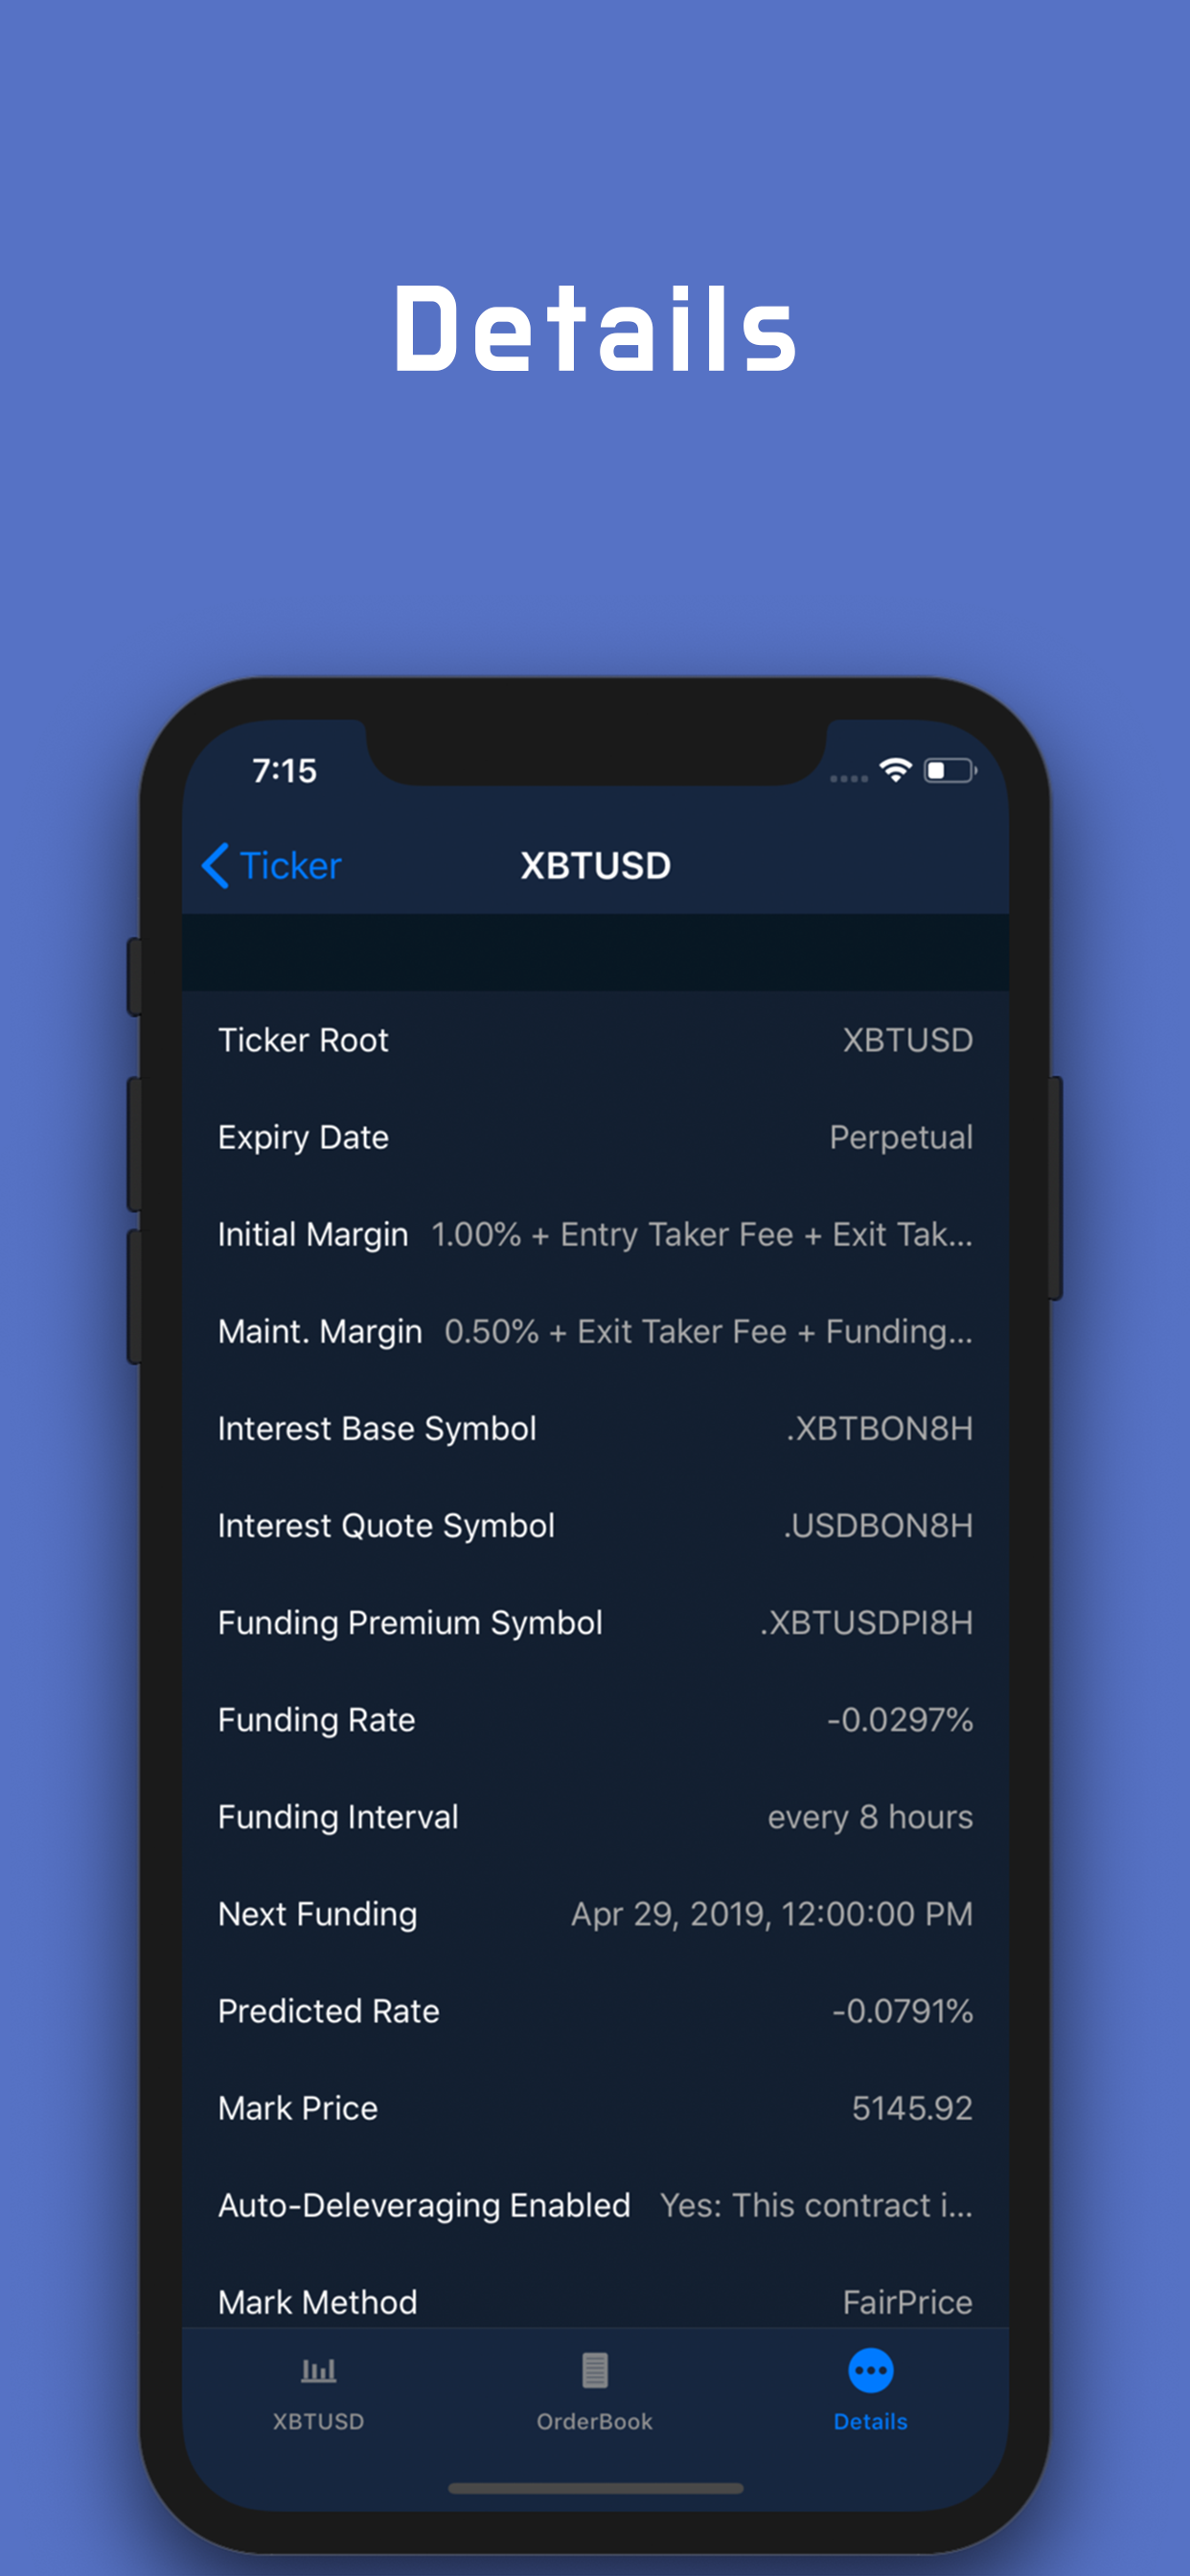 Details
7:15
Ticker
XBTUSD
Ticker Root XBTUSD
Expiry Date Perpetual
Initial Margin 1.00% + Entry Taker Fee + Exit Tak...
Maint. Margin 0.50% + Exit Taker Fee + Funding...
Interest Base Symbol .XBTBON8H
Interest Quote Symbol .USDBON8H
Funding Premium Symbol .XBTUSDPI8H
Funding Rate -0.0297%
Funding Interval every 8 hours
Next Funding Apr 29, 2019, 12:00:00 PM
Predicted Rate -0.0791%
Mark Price 5145.92
Auto-Deleveraging Enabled Yes: This contract i...
Mark Method FairPrice
XBTUSD
OrderBook
Details